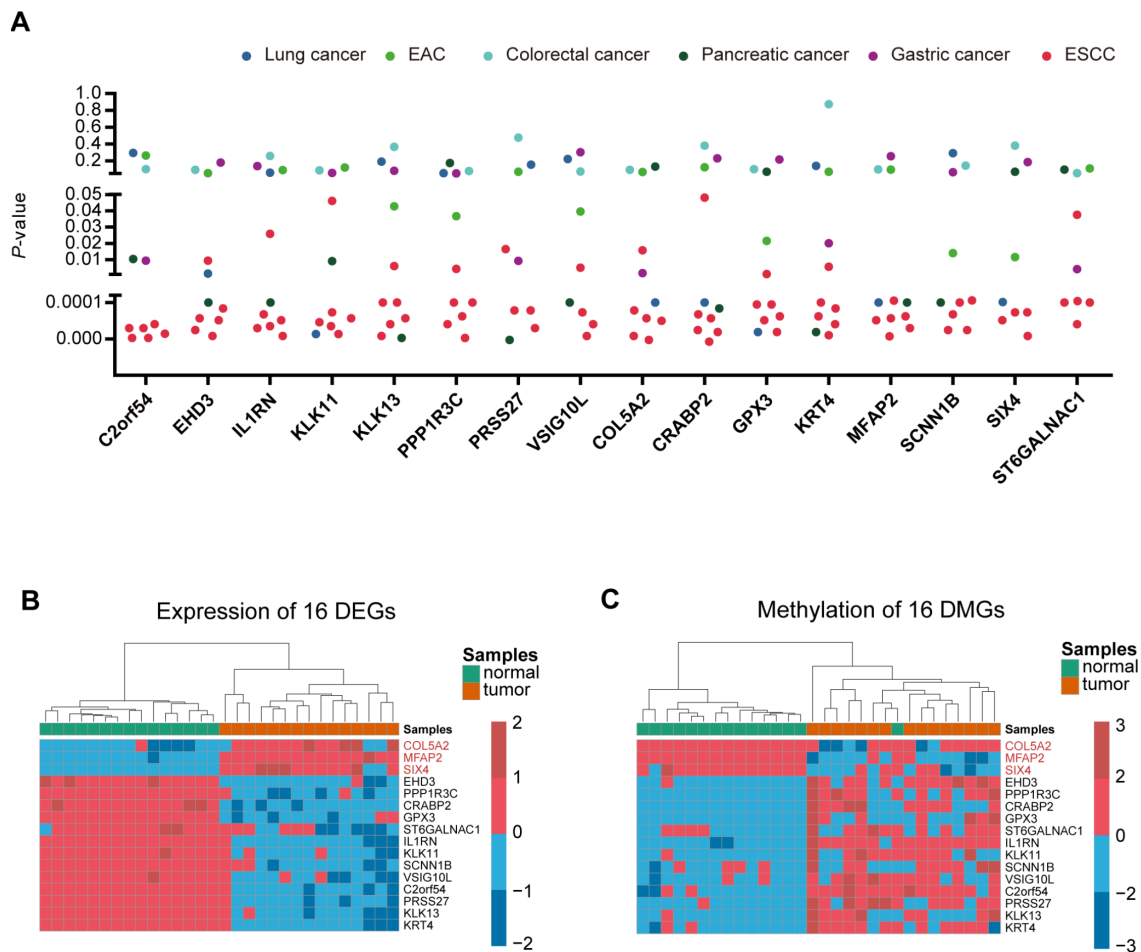 A
Lung cancer EAC Colorectal cancer Pancreatic cancer Gastric cancer ESCC
P-value
1.0
0.8
0.6
0.4
0.2
0.05
0.04
0.03
0.02
0.01
0.0001
0.000
C2orf54 EHD3 IL1RN KLK11 KLK13 PPP1R3C PRSS27 VSIG10L COL5A2 CRABP2 GPX3 KRT4 MFAP2 SCNN1B SIX4 ST6GALNAC1
B
Expression of 16 DEGs
Samples
normal
tumor
Samples
COL5A2
MFAP2
SIX4
EHD3
PPP1R3C
CRABP2
GPX3
ST6GALNAC1
IL1RN
KLK11
SCNN1B
VSIG10L
C2orf54
PRSS27
KLK13
KRT4
2
1
0
−1
−2
C
Methylation of 16 DMGs
Samples
normal
tumor
Samples
COL5A2
MFAP2
SIX4
EHD3
PPP1R3C
CRABP2
GPX3
ST6GALNAC1
IL1RN
KLK11
SCNN1B
VSIG10L
C2orf54
PRSS27
KLK13
KRT4
3
2
0
−2
−3